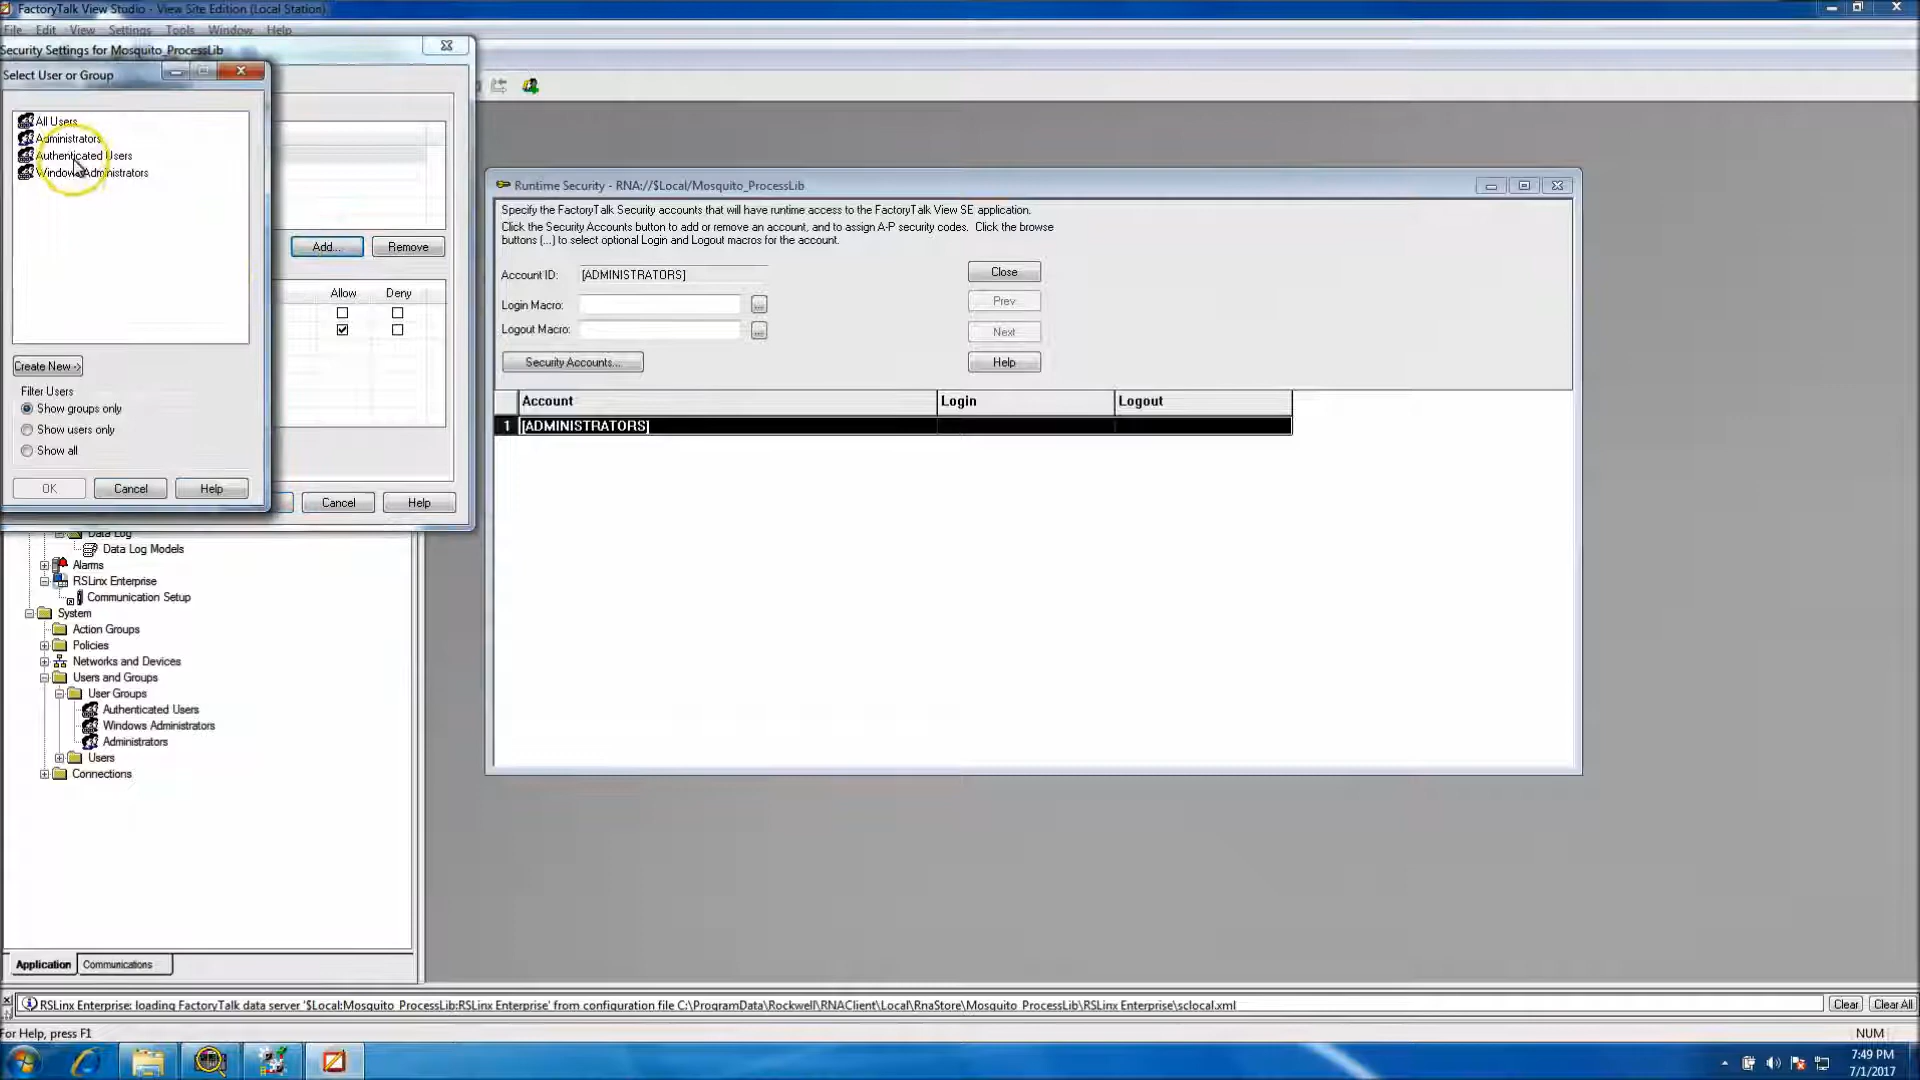 FactoryTalk View Studio - View Site Edition (Local Station)
File Edit View Settings Tools Window Help
Security Settings for Mosquito_ProcessLib
Select User or Group
All Users
Administrators
Authenticated Users
Windows Administrators
Add...
Remove
Allow
Deny
Create New ->
Filter Users
Show groups only
Show users only
Show all
OK
Cancel
Help
Cancel
Help
Runtime Security - RNA://$Local/Mosquito_ProcessLib
Specify the FactoryTalk Security accounts that will have runtime access to the FactoryTalk View SE application.
Click the Security Accounts button to add or remove an account, and to assign A-P security codes. Click the browse
buttons (...) to select optional Login and Logout macros for the account.
Account ID: [ADMINISTRATORS]
Close
Login Macro: ...
Prev
Logout Macro: ...
Next
Security Accounts...
Help
Account Login Logout
1 [ADMINISTRATORS]
Data Log
Data Log Models
Alarms
RSLinx Enterprise
Communication Setup
System
Action Groups
Policies
Networks and Devices
Users and Groups
User Groups
Authenticated Users
Windows Administrators
Administrators
Users
Connections
Application Communications
RSLinx Enterprise: loading FactoryTalk data server '$Local:Mosquito_ProcessLib:RSLinx Enterprise' from configuration file C:\ProgramData\Rockwell\RNAClient\Local\RnaStore\Mosquito_ProcessLib\RSLinx Enterprise\sclocal.xml
Clear Clear All
For Help, press F1
NUM
7:49 PM
7/1/2017